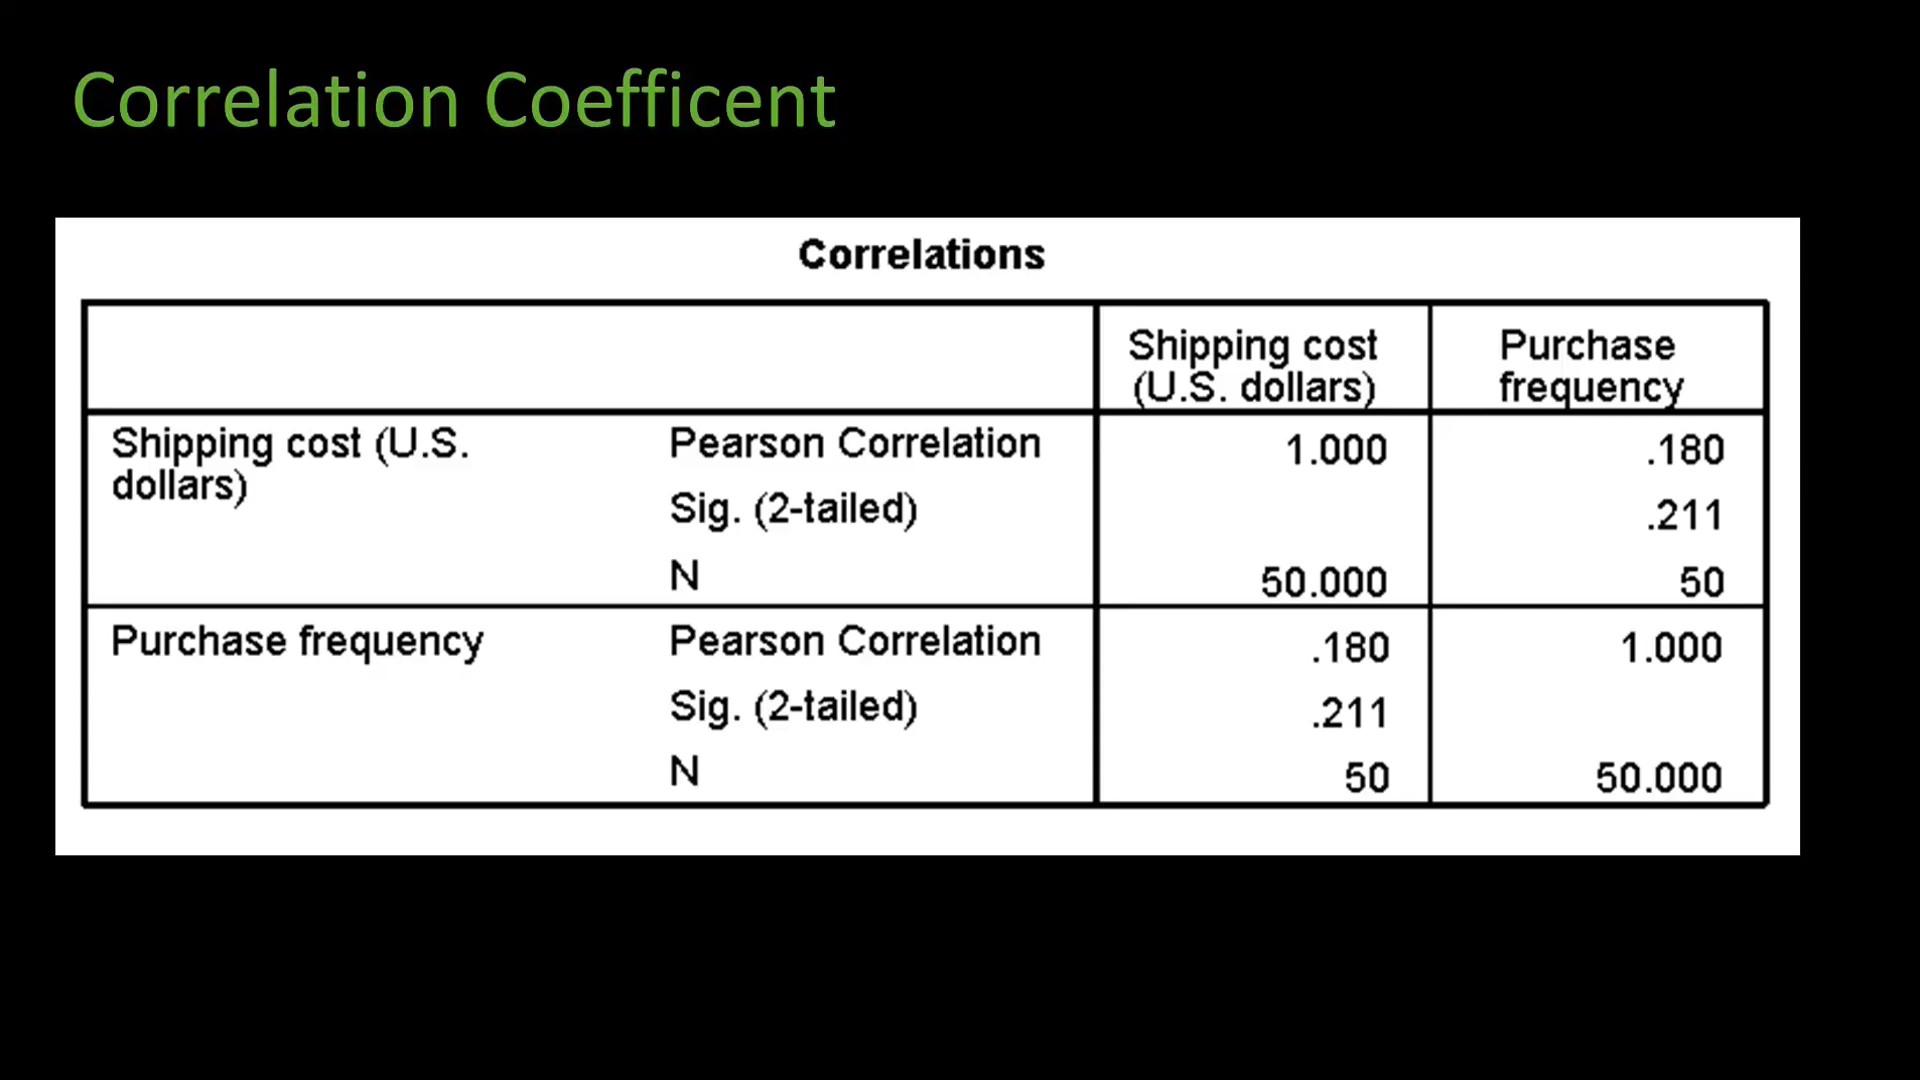 Correlation Coefficent
Correlations
Shipping cost (U.S. dollars) Purchase frequency
Shipping cost (U.S. dollars) Pearson Correlation 1.000 .180
Sig. (2-tailed) .211
N 50.000 50
Purchase frequency Pearson Correlation .180 1.000
Sig. (2-tailed) .211
N 50 50.000